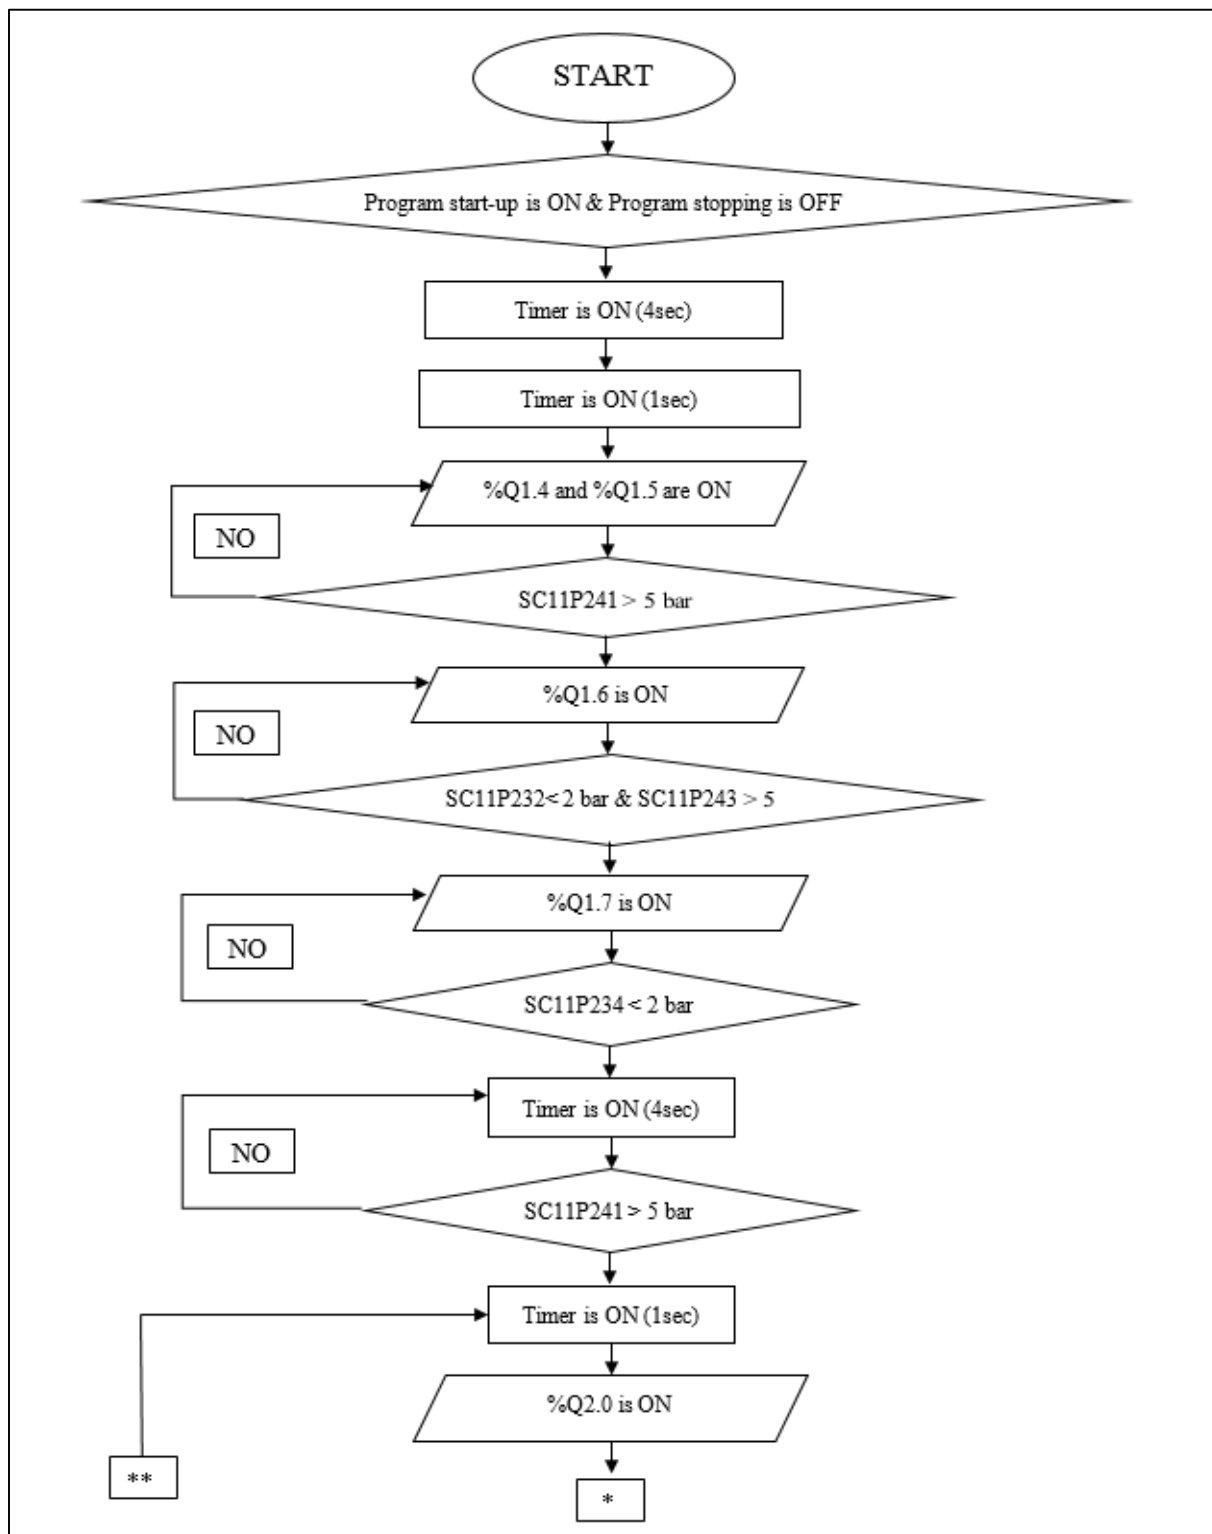 START
Program start-up is ON & Program stopping is OFF
Timer is ON (4sec)
Timer is ON (1sec)
%Q1.4 and %Q1.5 are ON
NO
SC11P241 > 5 bar
%Q1.6 is ON
NO
SC11P232< 2 bar & SC11P243 > 5
%Q1.7 is ON
NO
SC11P234 < 2 bar
Timer is ON (4sec)
NO
SC11P241 > 5 bar
Timer is ON (1sec)
%Q2.0 is ON
**
*